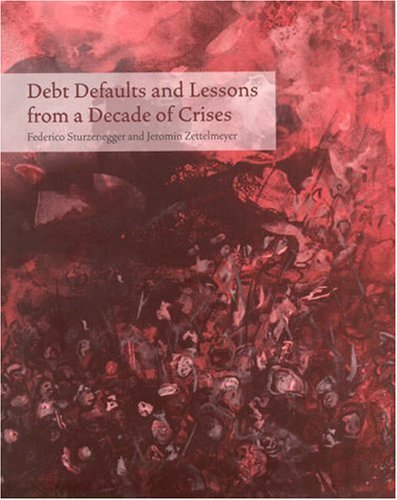 Debt Defaults and Lessons
from a Decade of Crises
Federico Sturzenegger and Jeromin Zettelmeyer